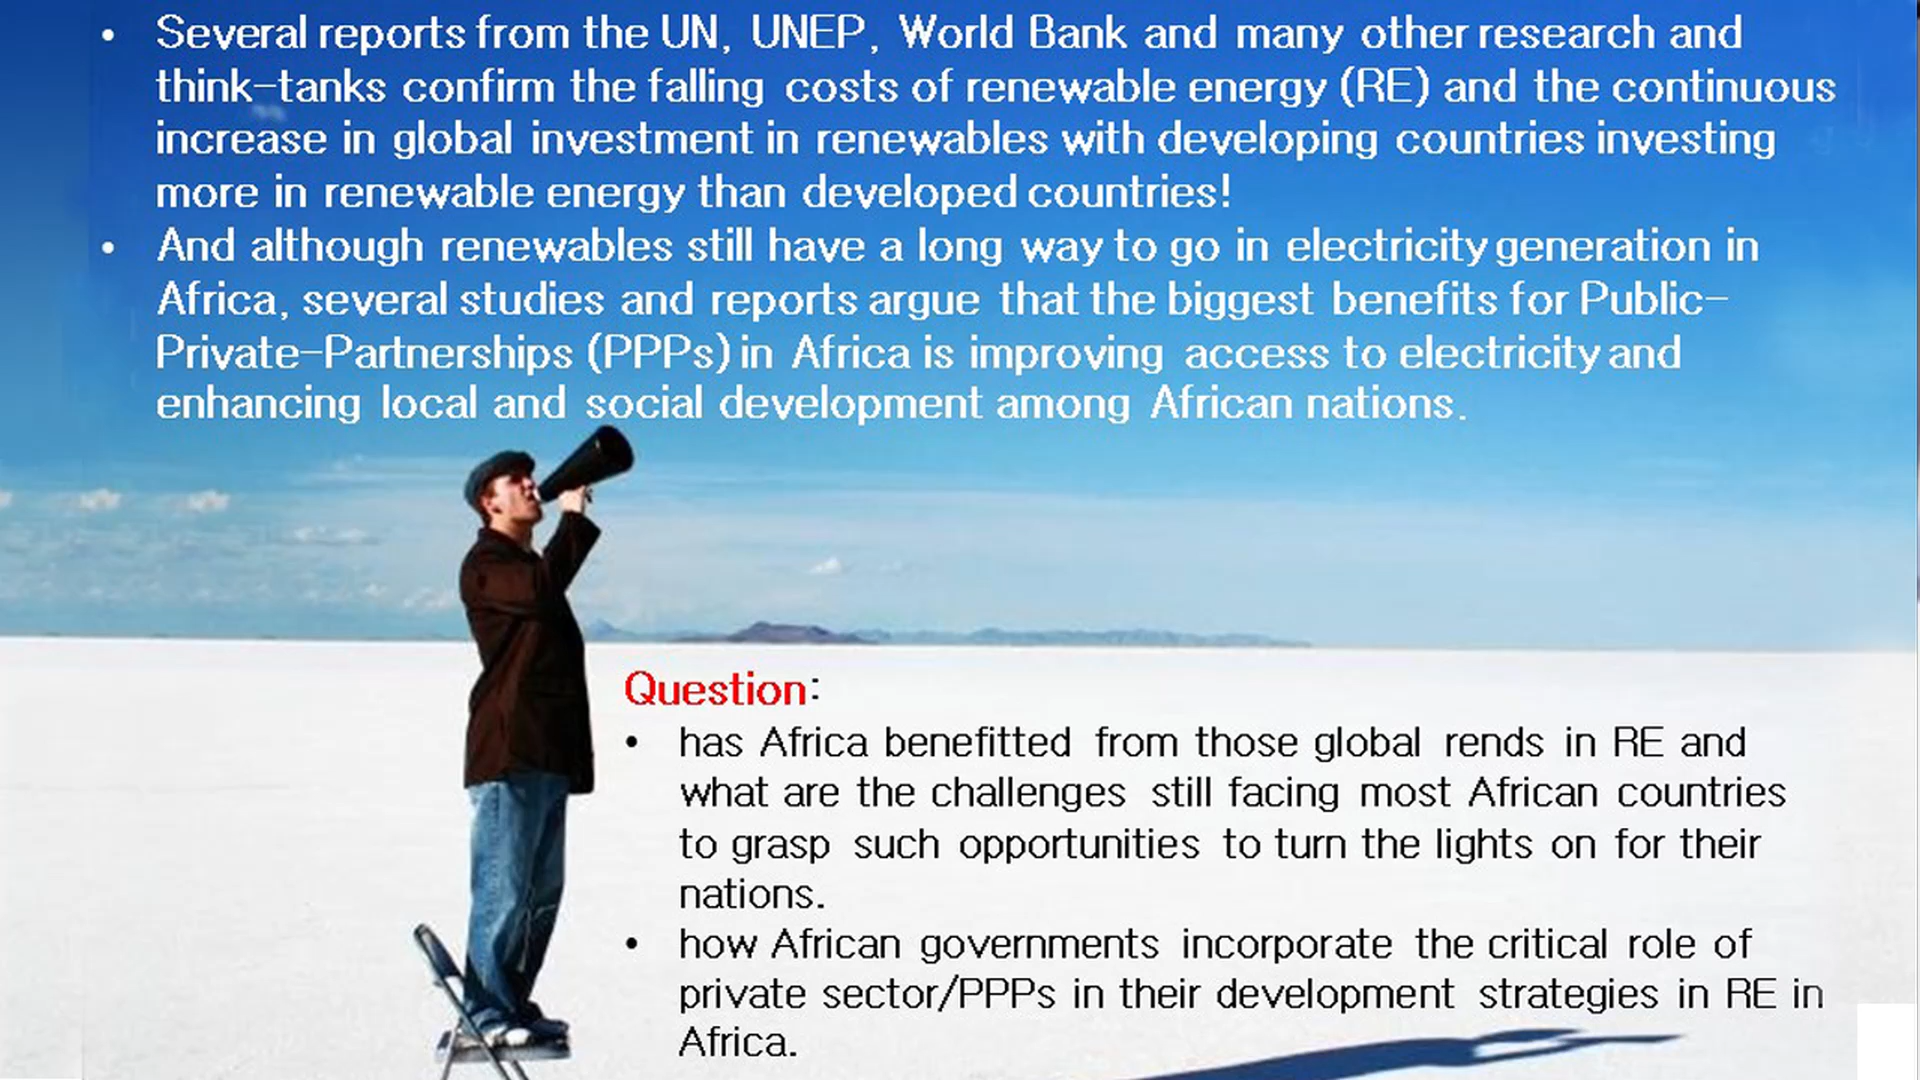 • Several reports from the UN, UNEP, World Bank and many other research and
think-tanks confirm the falling costs of renewable energy (RE) and the continuous
increase in global investment in renewables with developing countries investing
more in renewable energy than developed countries!
• And although renewables still have a long way to go in electricity generation in
Africa, several studies and reports argue that the biggest benefits for Public-
Private-Partnerships (PPPs) in Africa is improving access to electricity and
enhancing local and social development among African nations.
Question:
• has Africa benefitted from those global rends in RE and
what are the challenges still facing most African countries
to grasp such opportunities to turn the lights on for their
nations.
• how African governments incorporate the critical role of
private sector/PPPs in their development strategies in RE in
Africa.